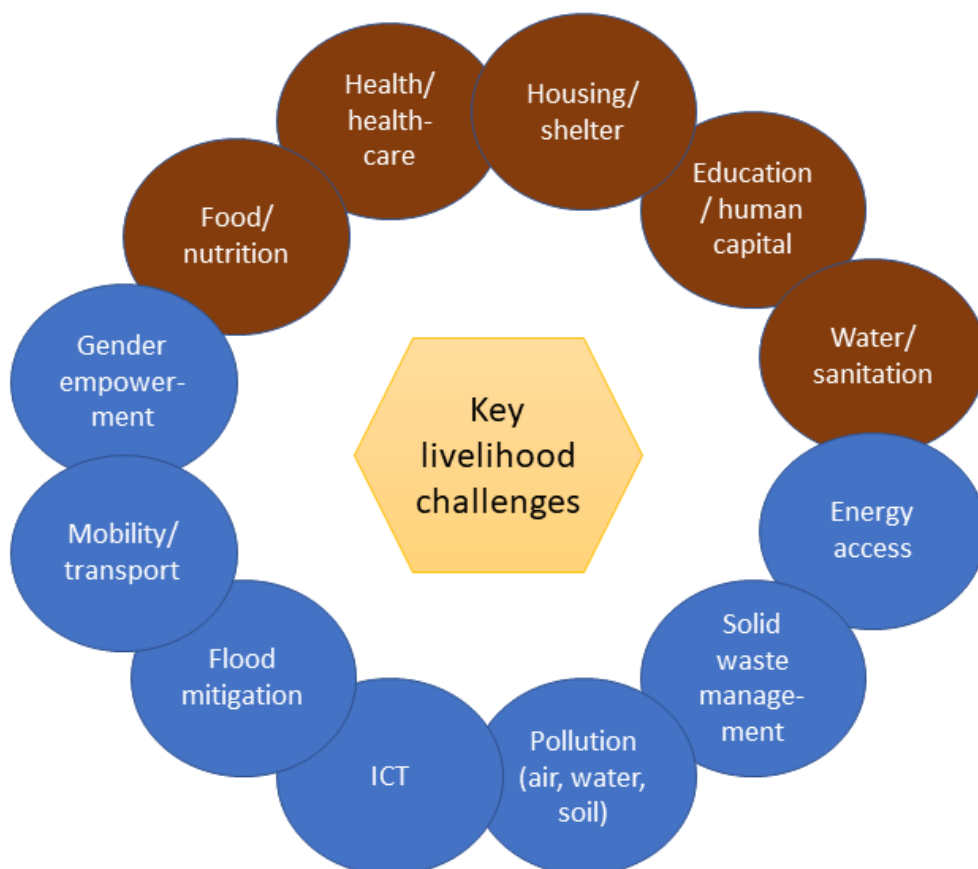 Health/
health-
care
Housing/
shelter
Education
/ human
capital
Food/
nutrition
Water/
sanitation
Gender
empower-
ment
Key
livelihood
challenges
Energy
access
Mobility/
transport
Solid
waste
manage-
ment
Flood
mitigation
Pollution
(air, water,
soil)
ICT